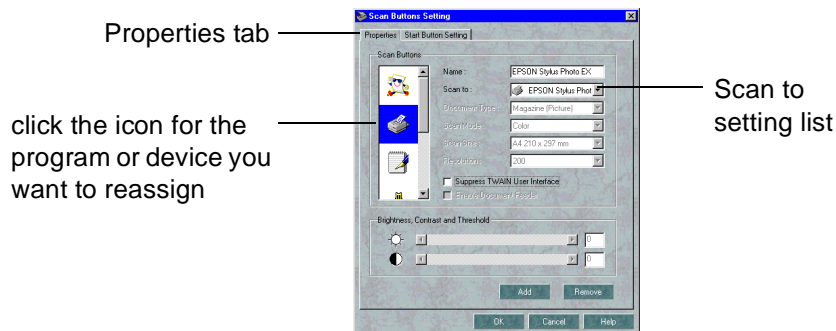 Scan Buttons Setting
Properties tab
Properties Start Button Setting
Scan Buttons
Name : EPSON Stylus Photo EX
Scan to : EPSON Stylus Phot
Scan to
setting list
Document Type : Magazine (Picture)
click the icon for the
program or device you
want to reassign
Scan Mode : Color
Scan Size : A4 210 x 297 mm
Resolution : 200
Suppress TWAIN User Interface
Enable Document Feeder
Brightness, Contrast and Threshold
0
0
Add Remove
OK Cancel Help